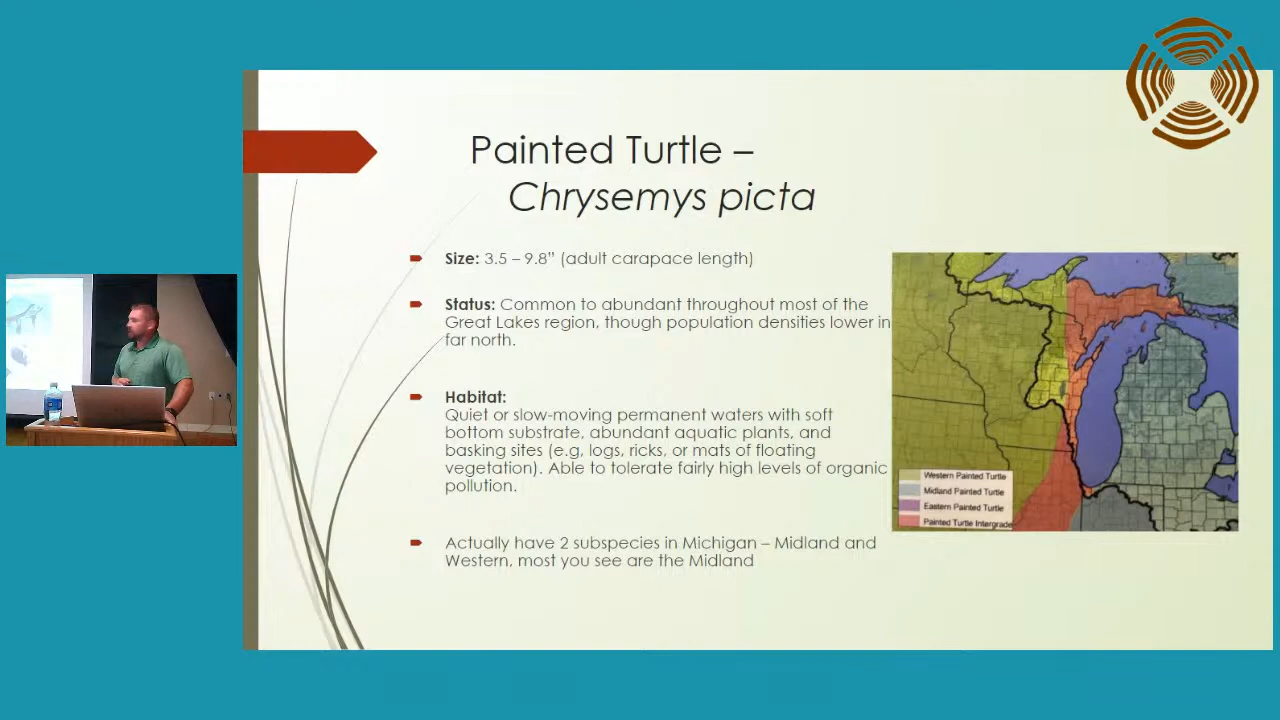 Painted Turtle –
Chrysemys picta
Size: 3.5 – 9.8” (adult carapace length)
Status: Common to abundant throughout most of the
Great Lakes region, though population densities lower in
far north.
Habitat:
Quiet or slow-moving permanent waters with soft
bottom substrate, abundant aquatic plants, and
basking sites (e.g, logs, ricks, or mats of floating
vegetation). Able to tolerate fairly high levels of organic
pollution.
Actually have 2 subspecies in Michigan – Midland and
Western, most you see are the Midland
Western Painted Turtle
Midland Painted Turtle
Eastern Painted Turtle
Painted Turtle Intergrade